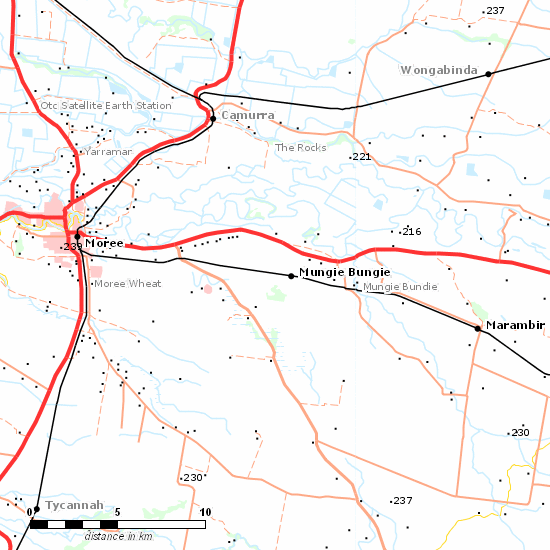 237
Wongabinda
Otc Satellite Earth Station
Camurra
The Rocks
Yarramar
221
216
239
Moree
Mungie Bungie
Moree Wheat
Mungie Bundie
Marambir
230
230
237
Tycannah
0 5 10
distance in km